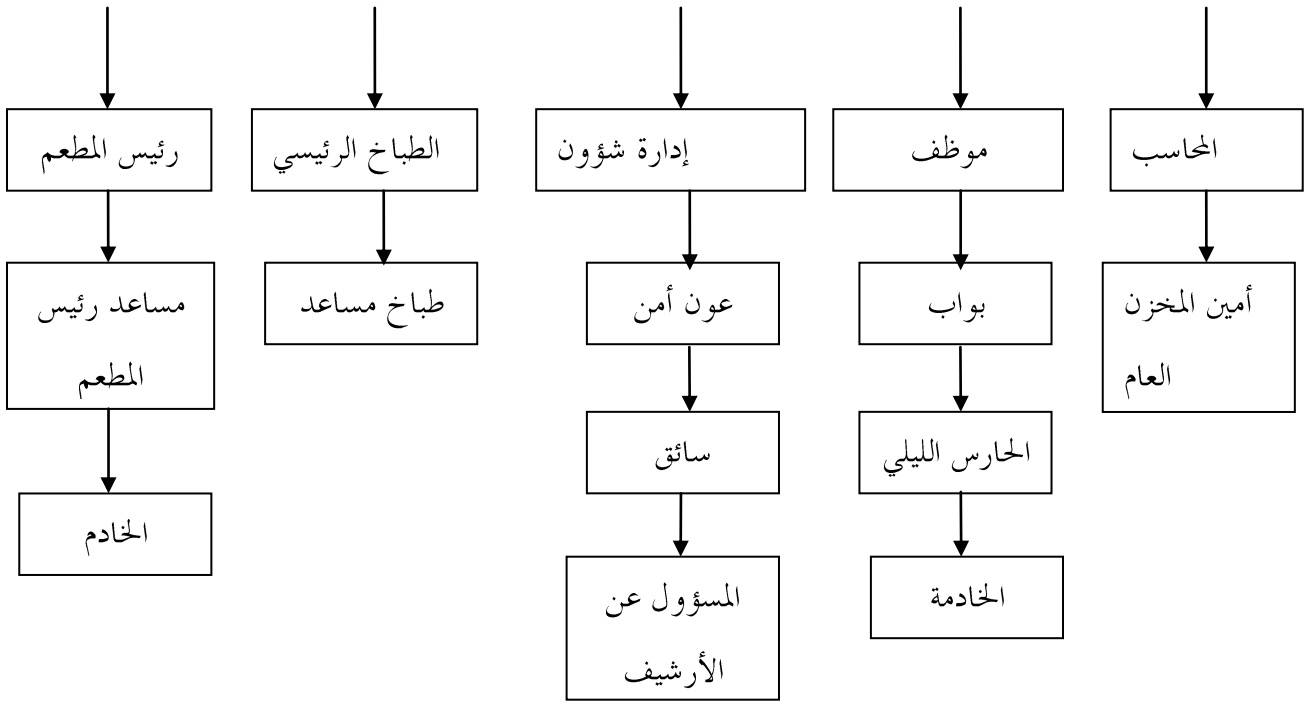 المحاسب
موظف
إدارة شؤون
الطباخ الرئيسي
رئيس المطعم
أمين المخزن
العام
بواب
عون أمن
طباخ مساعد
مساعد رئيس
المطعم
الحارس الليلي
سائق
الخادم
الخادمة
المسؤول عن
الأرشيف